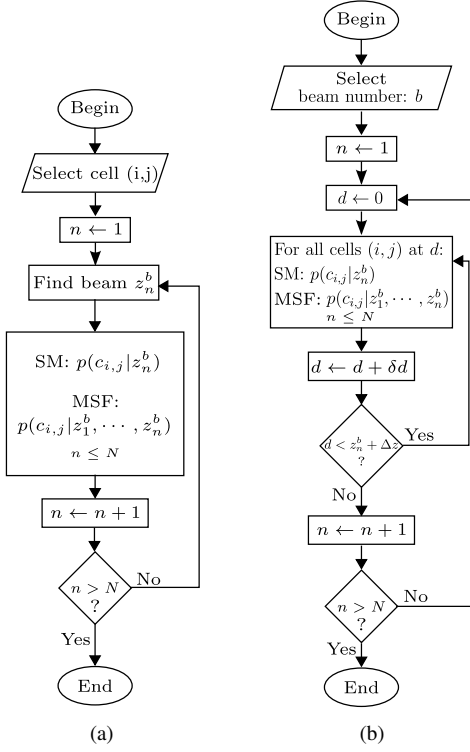 Begin
Select cell (i,j)
n ← 1
Find beam z_n^b
SM: p(c_{i,j}|z_n^b)
MSF:
p(c_{i,j}|z_1^b, ⋯ , z_n^b)
n ≤ N
n ← n + 1
n > N
?
No
Yes
End
(a)
Begin
Select
beam number: b
n ← 1
d ← 0
For all cells (i, j) at d:
SM: p(c_{i,j}|z_n^b)
MSF: p(c_{i,j}|z_1^b, ⋯ , z_n^b)
n ≤ N
d ← d + δd
d < z_n^b + Δz
?
Yes
No
n ← n + 1
n > N
?
No
Yes
End
(b)